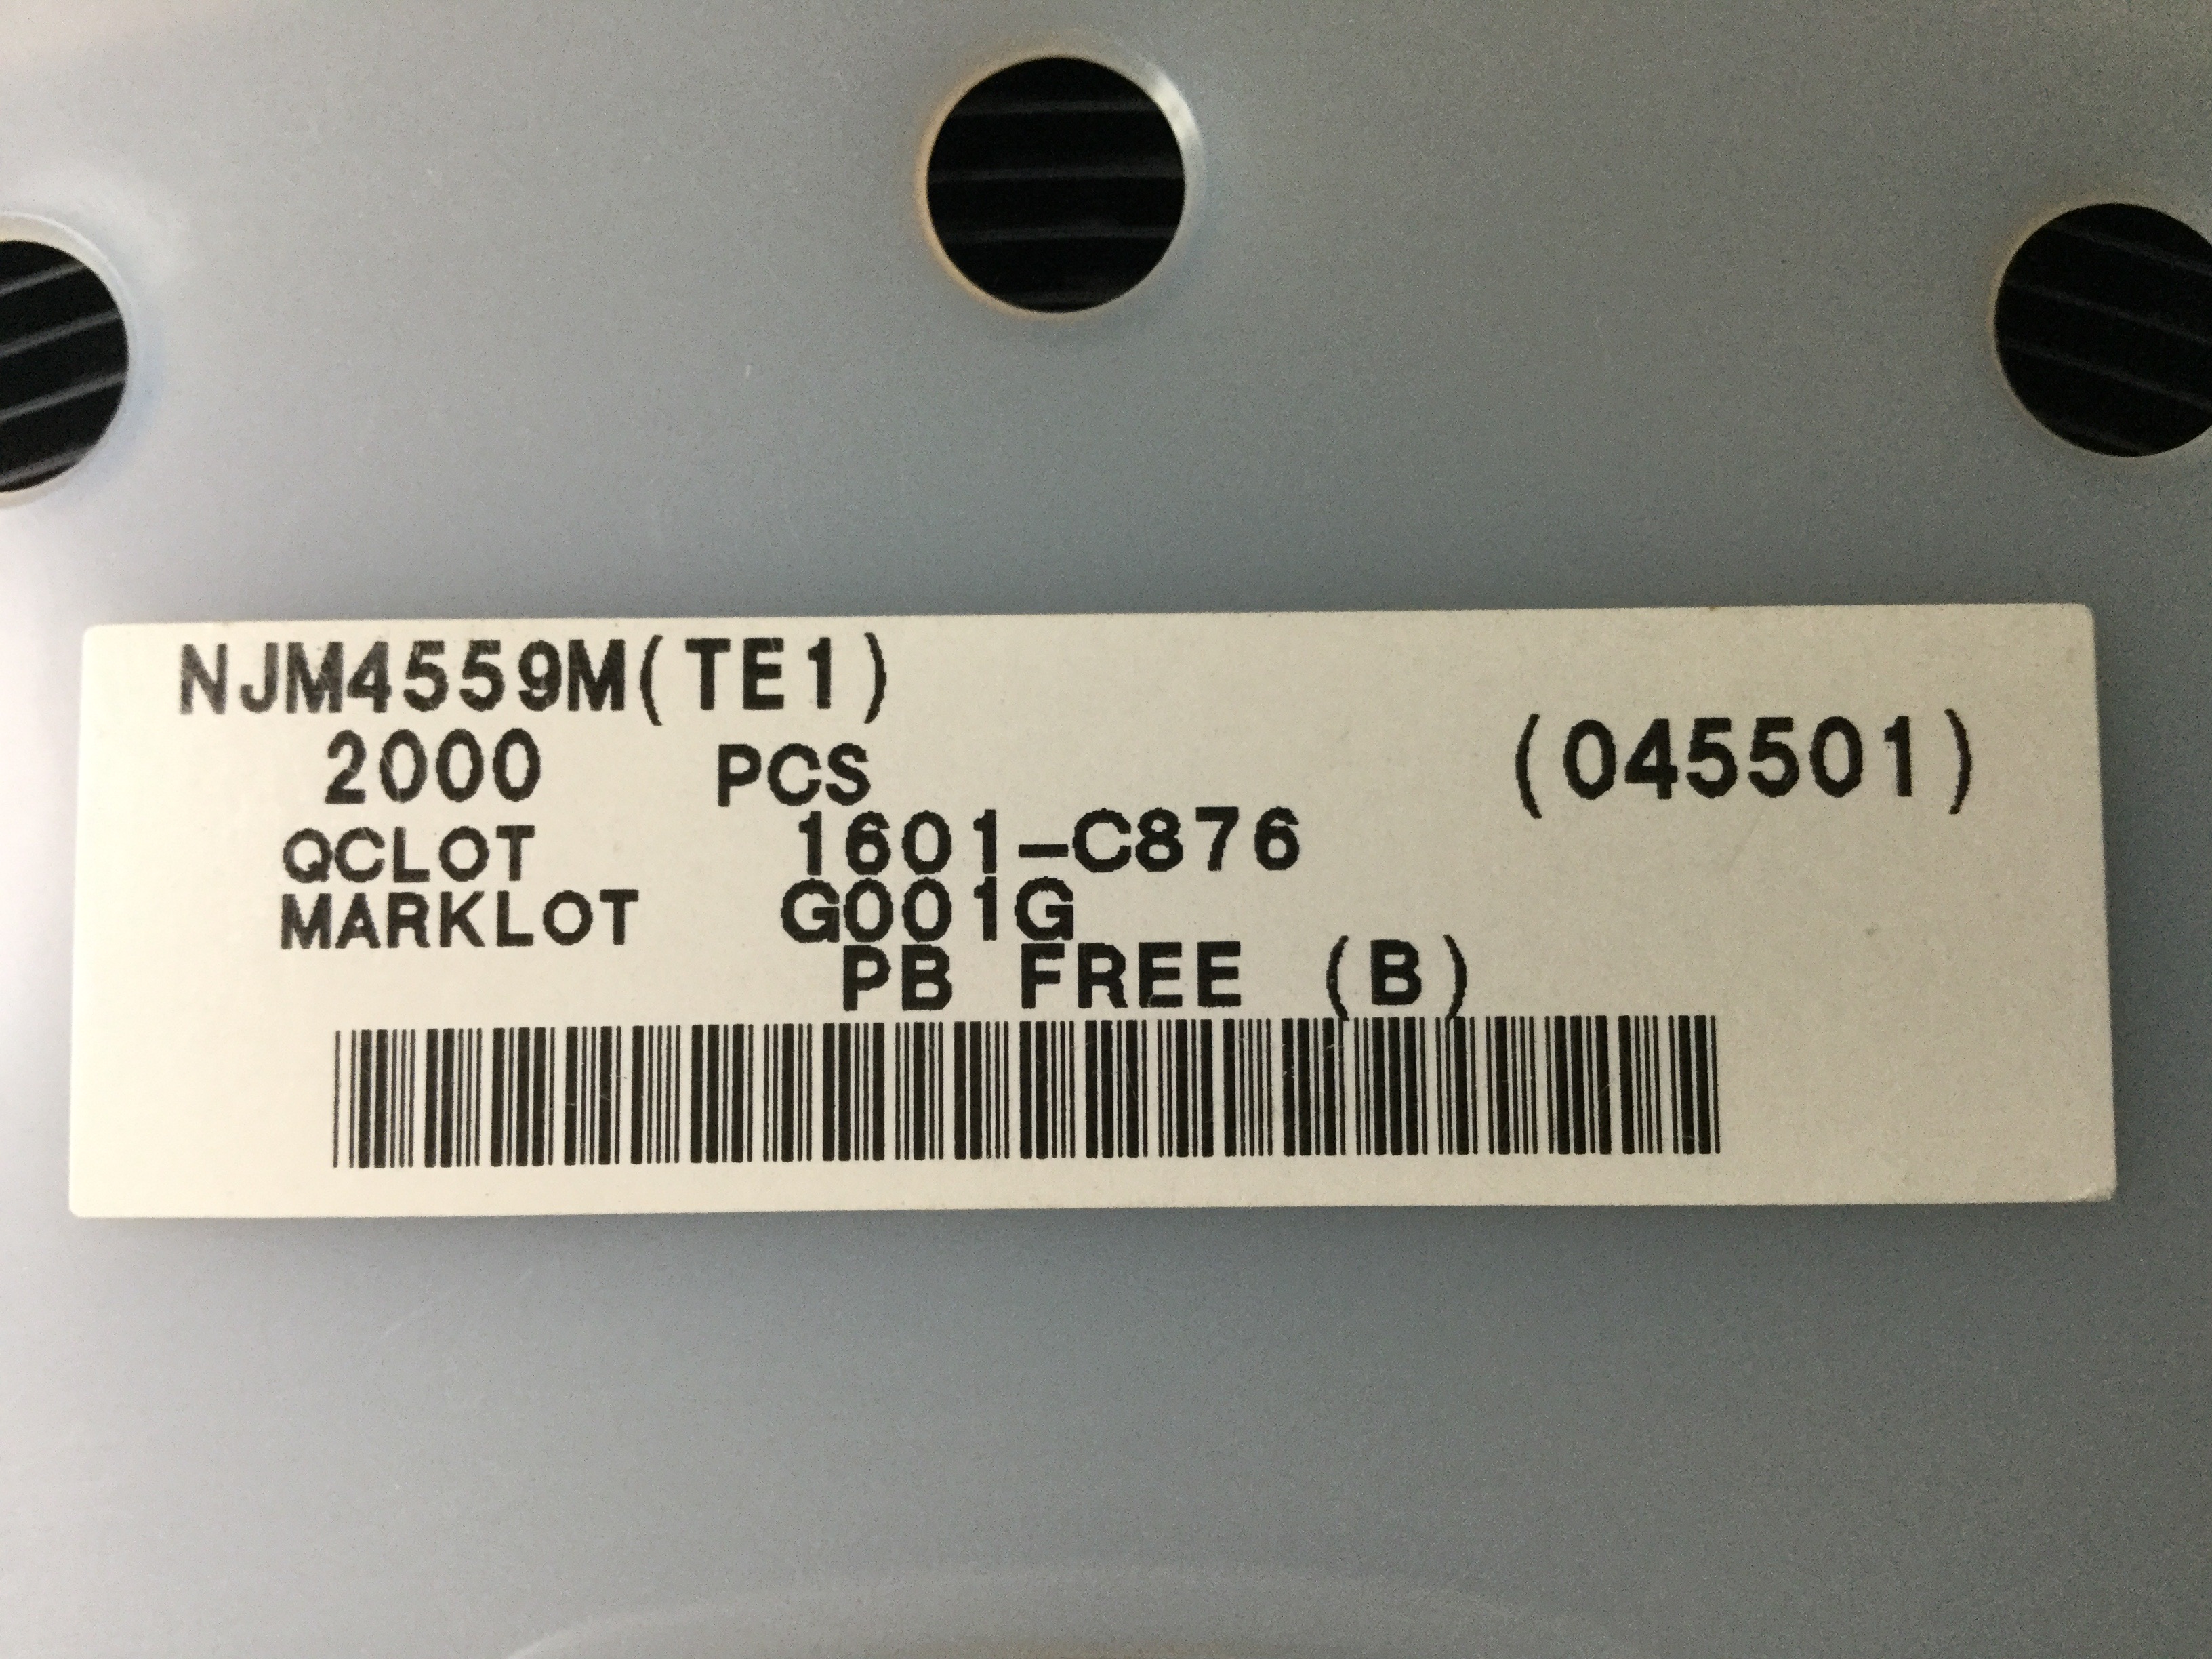 NJM4559M(TE1)
2000 PCS (045501)
QCLOT 1601-C876
MARKLOT G001G
PB FREE (B)